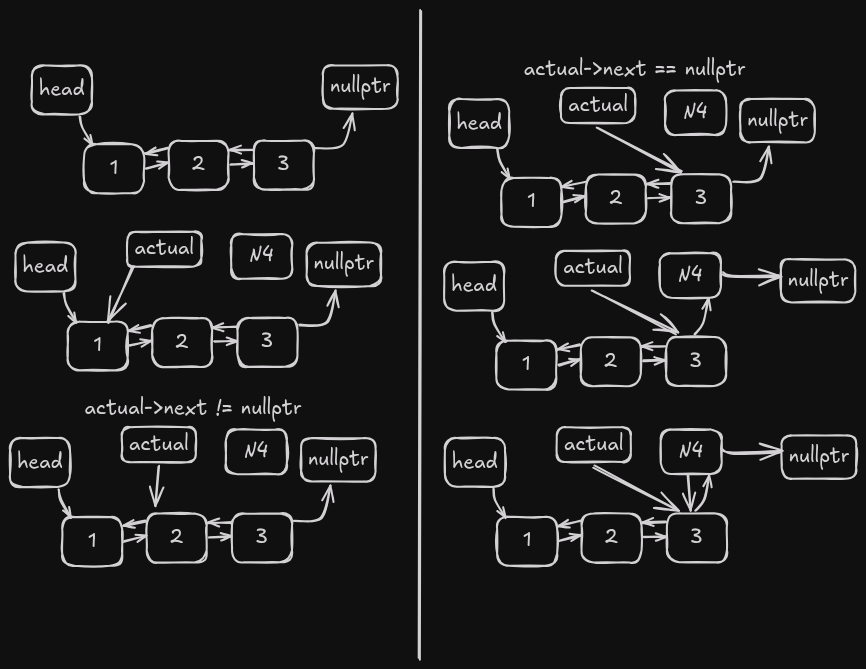 head
nullptr
1
2
3
head
actual
N4
nullptr
1
2
3
actual->next != nullptr
head
actual
N4
nullptr
1
2
3
actual->next == nullptr
head
actual
N4
nullptr
1
2
3
head
actual
N4
nullptr
1
2
3
head
actual
N4
nullptr
1
2
3